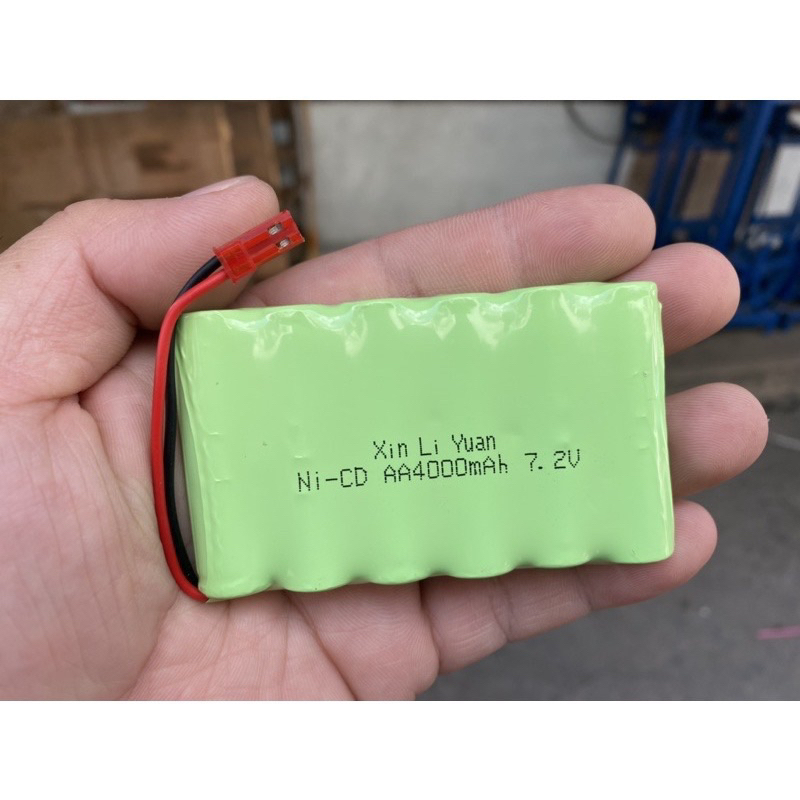 Xin Li Yuan
Ni-CD AA4000mAh 7.2V